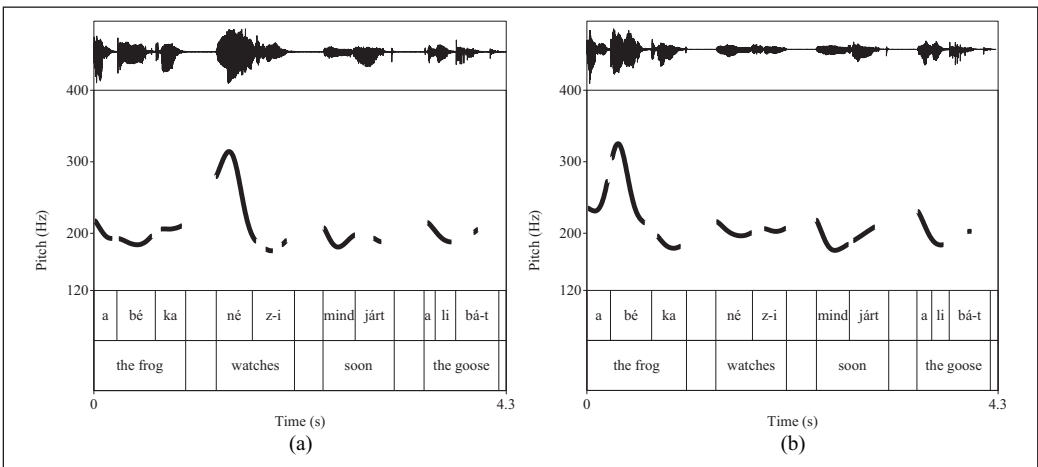 400
300
200
120
Pitch (Hz)
a bé ka né z-i mind járt a li bá-t
the frog watches soon the goose
0 4.3
Time (s)
(a)
400
300
200
120
Pitch (Hz)
a bé ka né z-i mind járt a li bá-t
the frog watches soon the goose
0 4.3
Time (s)
(b)